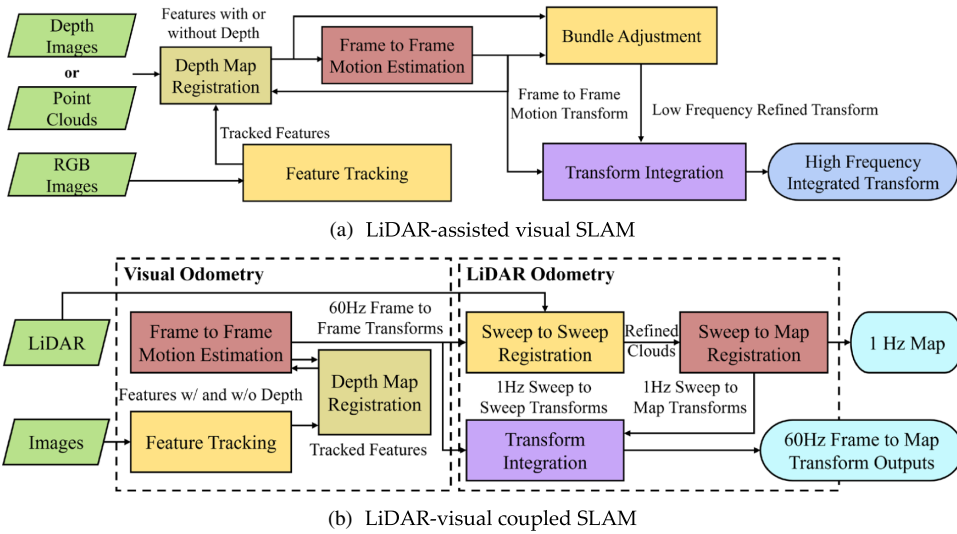 Depth
Images
or
Point
Clouds
RGB
Images
Features with or
without Depth
Depth Map
Registration
Frame to Frame
Motion Estimation
Bundle Adjustment
Frame to Frame
Motion Transform
Low Frequency Refined Transform
Tracked Features
Feature Tracking
Transform Integration
High Frequency
Integrated Transform
(a) LiDAR-assisted visual SLAM
Visual Odometry
LiDAR Odometry
LiDAR
Images
Frame to Frame
Motion Estimation
60Hz Frame to
Frame Transforms
Depth Map
Registration
Features w/ and w/o Depth
Feature Tracking
Tracked Features
Sweep to Sweep
Registration
Refined
Clouds
Sweep to Map
Registration
1 Hz Map
1Hz Sweep to
Sweep Transforms
1Hz Sweep to
Map Transforms
Transform
Integration
60Hz Frame to Map
Transform Outputs
(b) LiDAR-visual coupled SLAM